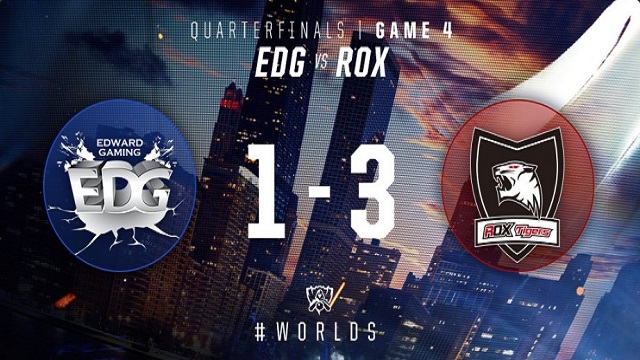 QUARTERFINALS | GAME 4
EDG VS ROX
EDWARD
GAMING
EDG
1 - 3
ROX Tigers
#WORLDS